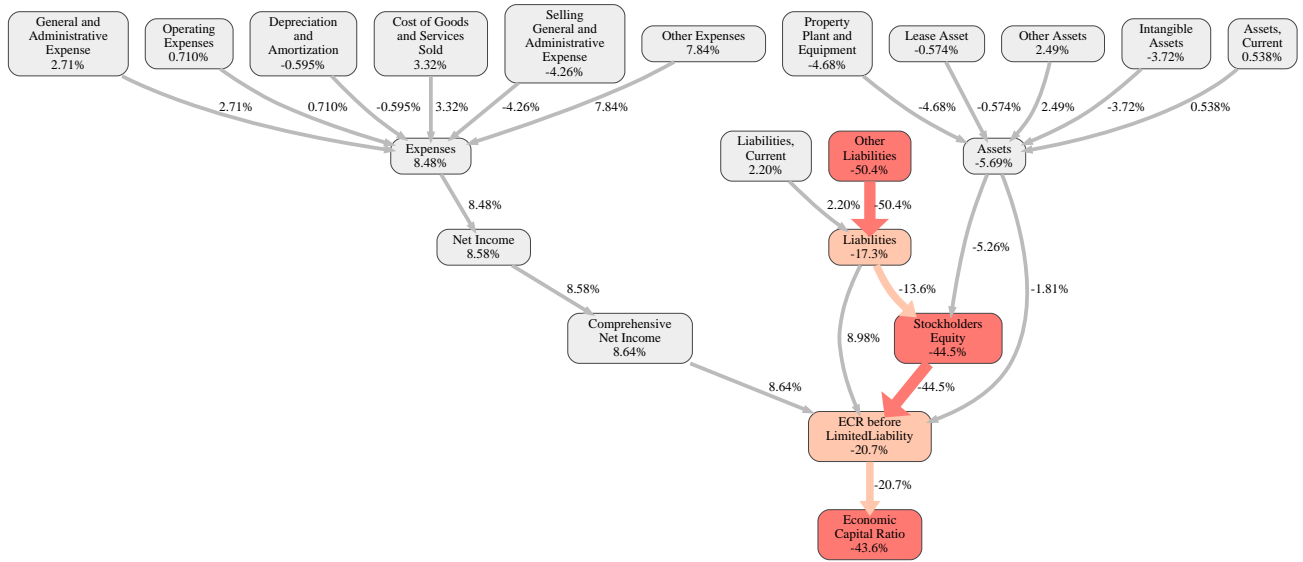 General and
Administrative
Expense
2.71%
Operating
Expenses
0.710%
Depreciation
and
Amortization
-0.595%
Cost of Goods
and Services
Sold
3.32%
Selling
General and
Administrative
Expense
-4.26%
Other Expenses
7.84%
Property
Plant and
Equipment
-4.68%
Lease Asset
-0.574%
Other Assets
2.49%
Intangible
Assets
-3.72%
Assets,
Current
0.538%
2.71%
0.710%
-0.595%
3.32%
-4.26%
7.84%
-4.68%
-0.574%
2.49%
-3.72%
0.538%
Expenses
8.48%
Liabilities,
Current
2.20%
Other
Liabilities
-50.4%
Assets
-5.69%
8.48%
2.20%
-50.4%
Net Income
8.58%
Liabilities
-17.3%
-5.26%
8.58%
-13.6%
-1.81%
Comprehensive
Net Income
8.64%
8.98%
Stockholders
Equity
-44.5%
8.64%
-44.5%
ECR before
LimitedLiability
-20.7%
-20.7%
Economic
Capital Ratio
-43.6%